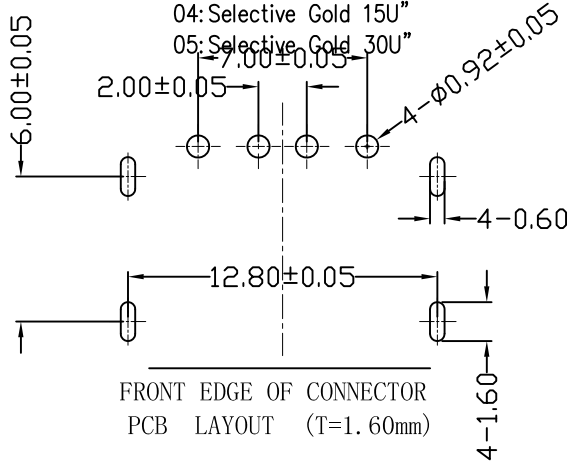 04:Selective Gold 15U”
05:Selective Gold 30U”
7.00±0.05
2.00±0.05
6.00±0.05
4-Ø0.92±0.05
4-0.60
12.80±0.05
4-1.60
FRONT EDGE OF CONNECTOR
PCB LAYOUT (T=1.60mm)